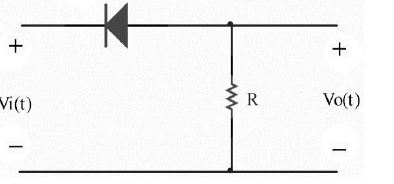 + +
Vi(t) R Vo(t)
− −